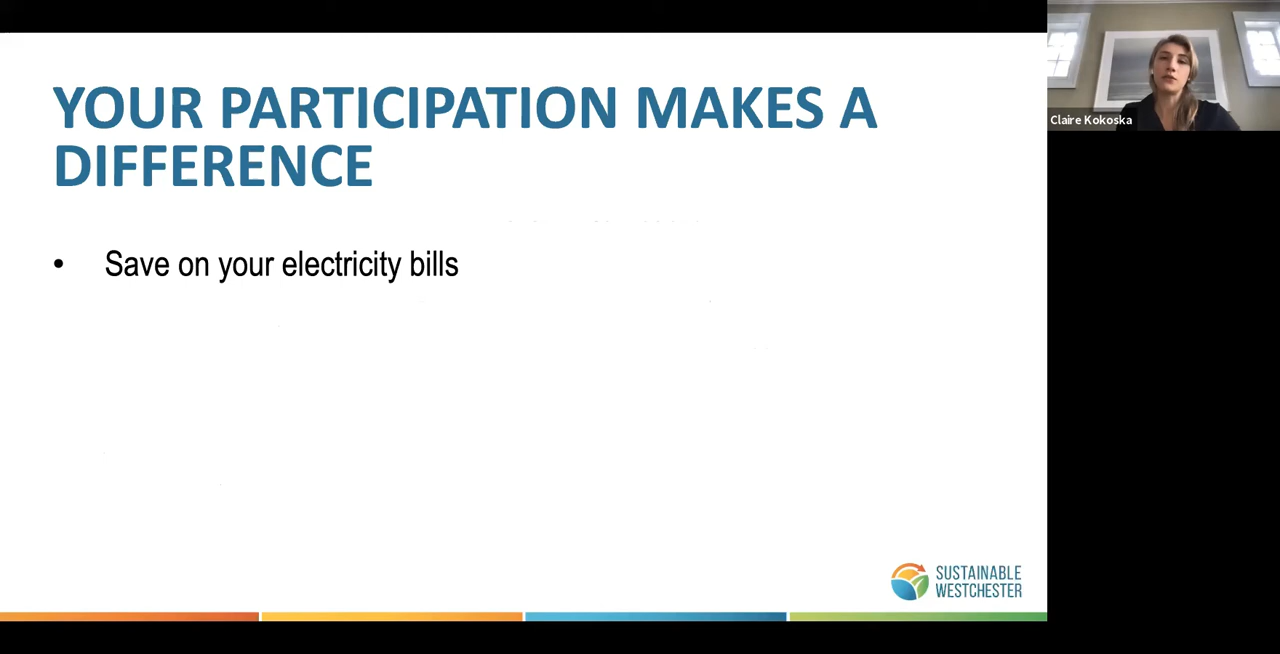 YOUR PARTICIPATION MAKES A
DIFFERENCE
• Save on your electricity bills
SUSTAINABLE
WESTCHESTER
Claire Kokoska